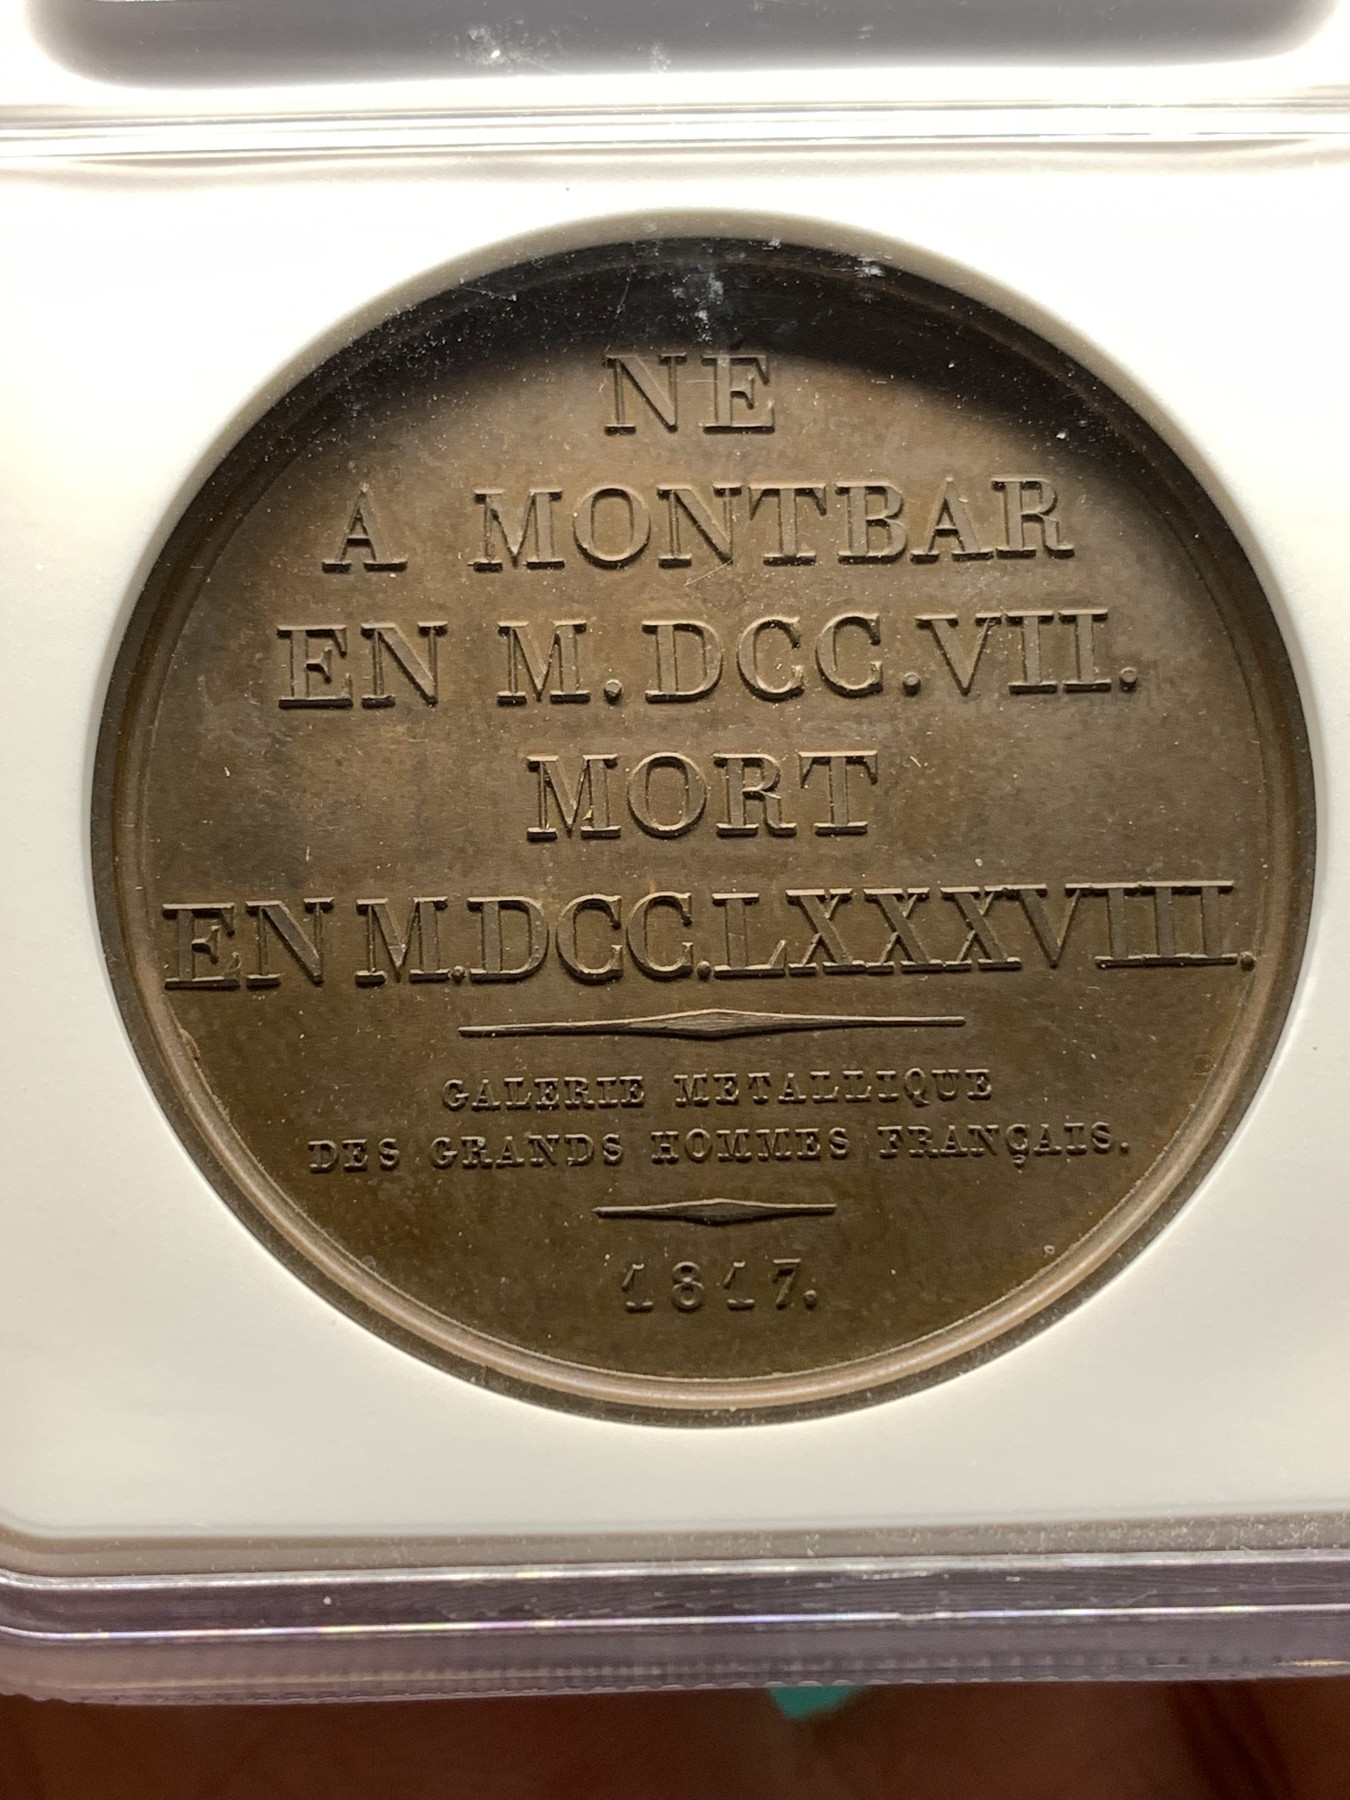 NÉ
A MONTBAR
EN M.DCC.VII.
MORT
EN M.DCC.LXXXVIII.
GALERIE METALLIQUE
DES GRANDS HOMMES FRANÇAIS.
1817.